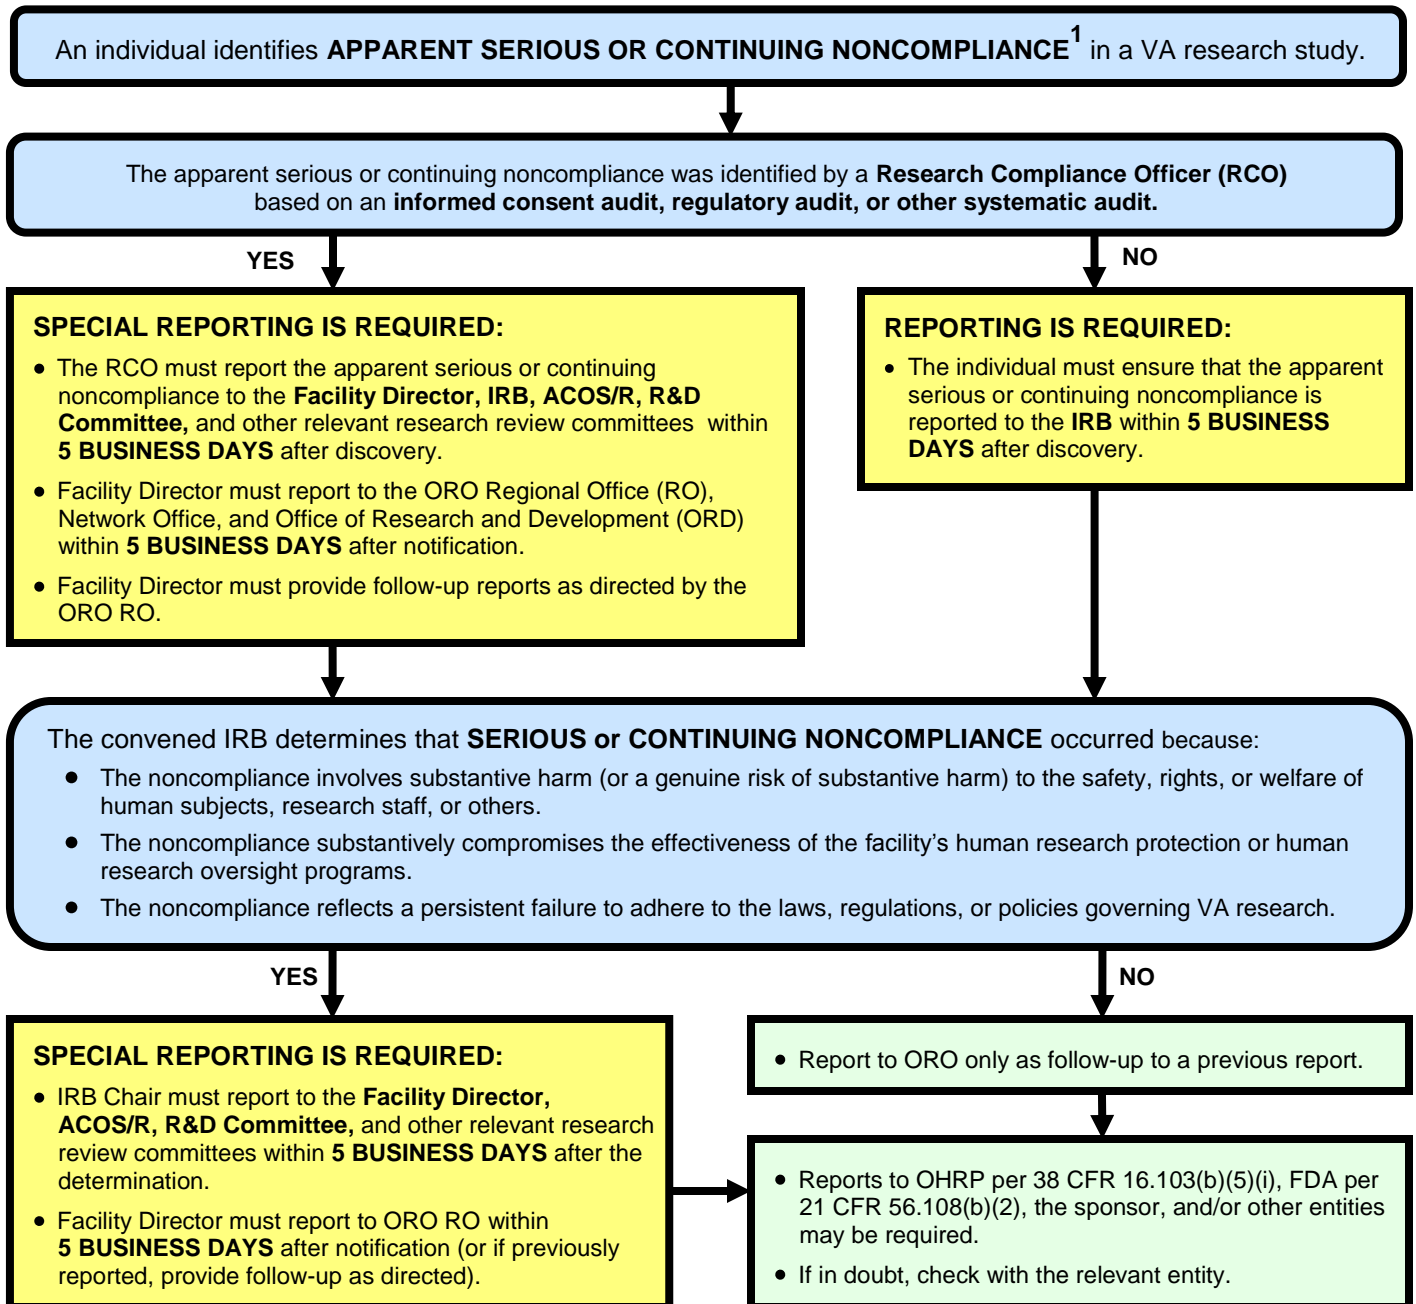 An individual identifies APPARENT SERIOUS OR CONTINUING NONCOMPLIANCE1 in a VA research study.
The apparent serious or continuing noncompliance was identified by a Research Compliance Officer (RCO)
based on an informed consent audit, regulatory audit, or other systematic audit.
YES
NO
SPECIAL REPORTING IS REQUIRED:
• The RCO must report the apparent serious or continuing
noncompliance to the Facility Director, IRB, ACOS/R, R&D
Committee, and other relevant research review committees within
5 BUSINESS DAYS after discovery.
• Facility Director must report to the ORO Regional Office (RO),
Network Office, and Office of Research and Development (ORD)
within 5 BUSINESS DAYS after notification.
• Facility Director must provide follow-up reports as directed by the
ORO RO.
REPORTING IS REQUIRED:
• The individual must ensure that the apparent
serious or continuing noncompliance is
reported to the IRB within 5 BUSINESS
DAYS after discovery.
The convened IRB determines that SERIOUS or CONTINUING NONCOMPLIANCE occurred because:
• The noncompliance involves substantive harm (or a genuine risk of substantive harm) to the safety, rights, or welfare of
human subjects, research staff, or others.
• The noncompliance substantively compromises the effectiveness of the facility’s human research protection or human
research oversight programs.
• The noncompliance reflects a persistent failure to adhere to the laws, regulations, or policies governing VA research.
YES
NO
SPECIAL REPORTING IS REQUIRED:
• IRB Chair must report to the Facility Director,
ACOS/R, R&D Committee, and other relevant research
review committees within 5 BUSINESS DAYS after the
determination.
• Facility Director must report to ORO RO within
5 BUSINESS DAYS after notification (or if previously
reported, provide follow-up as directed).
• Report to ORO only as follow-up to a previous report.
• Reports to OHRP per 38 CFR 16.103(b)(5)(i), FDA per
21 CFR 56.108(b)(2), the sponsor, and/or other entities
may be required.
• If in doubt, check with the relevant entity.